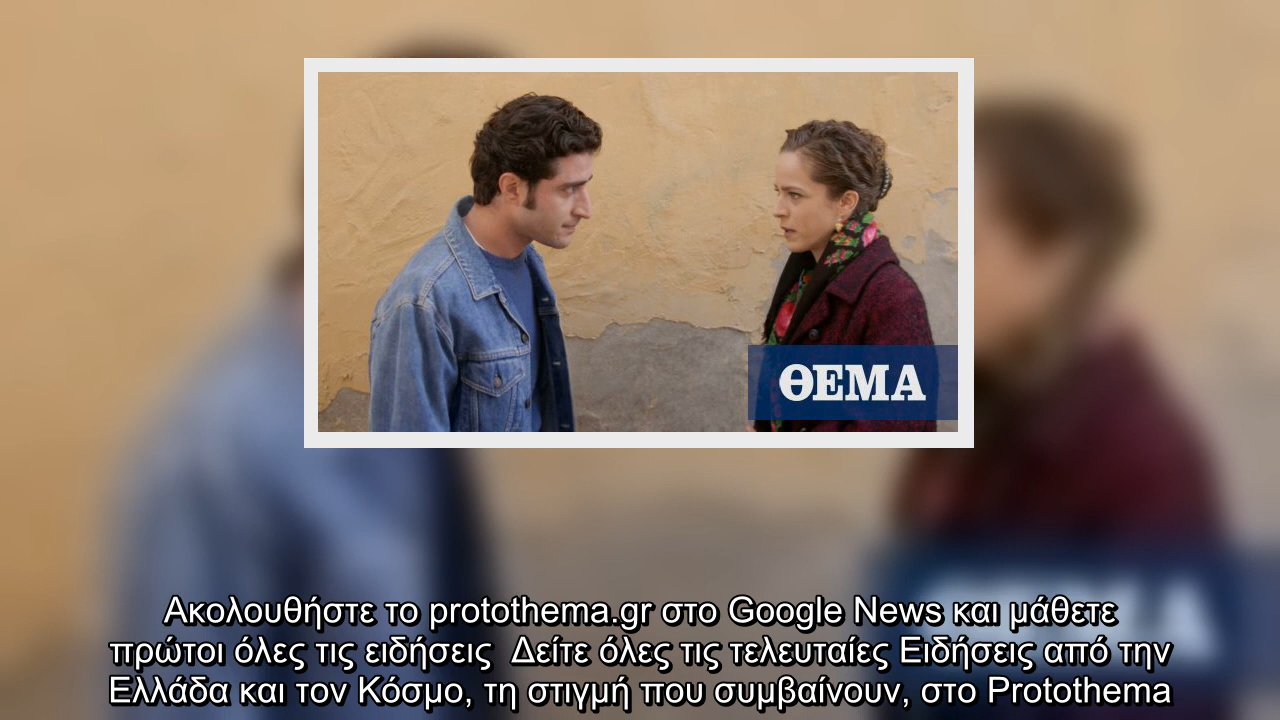 ΘΕΜΑ
Ακολουθήστε το protothema.gr στο Google News και μάθετε
πρώτοι όλες τις ειδήσεις  Δείτε όλες τις τελευταίες Ειδήσεις από την
Ελλάδα και τον Κόσμο, τη στιγμή που συμβαίνουν, στο Protothema